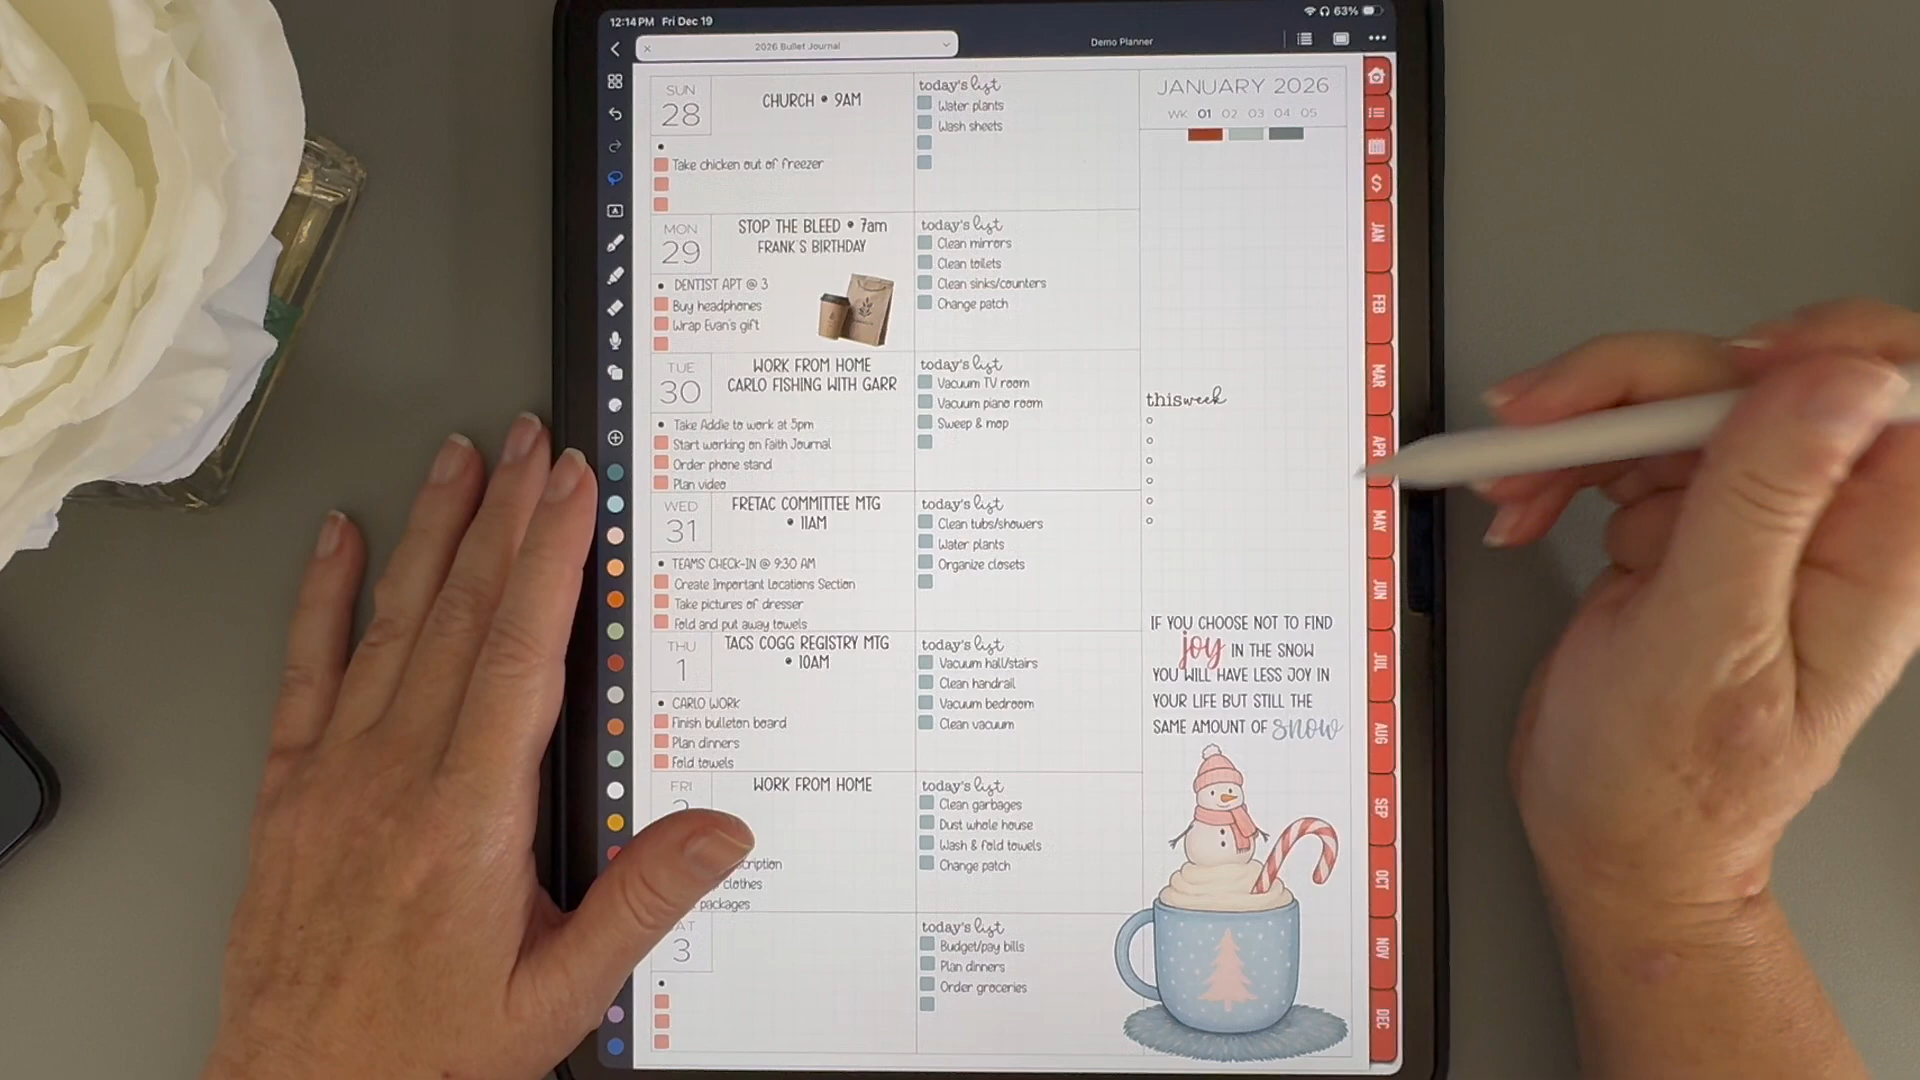 12:14 PM Fri Dec 19
63%
2026 Bullet Journal
Demo Planner
SUN
28
CHURCH • 9AM
Take chicken out of freezer
today's list
Water plants
Wash sheets
MON
29
STOP THE BLEED • 7am
FRANK'S BIRTHDAY
• DENTIST APT @ 3
Buy headphones
Wrap Evan's gift
today's list
Clean mirrors
Clean toilets
Clean sinks/counters
Change patch
TUE
30
WORK FROM HOME
CARLO FISHING WITH GARR
• Take Addie to work at 5pm
Start working on Faith Journal
Order phone stand
Plan video
today's list
Vacuum TV room
Vacuum piano room
Sweep & mop
WED
31
FRETAC COMMITTEE MTG
• 11AM
• TEAMS CHECK-IN @ 9:30 AM
Create Important Locations Section
Take pictures of dresser
Fold and put away towels
today's list
Clean tubs/showers
Water plants
Organize closets
THU
1
TACS COGG REGISTRY MTG
• 10AM
• CARLO WORK
Finish bulleton board
Plan dinners
Fold towels
today's list
Vacuum hall/stairs
Clean handrail
Vacuum bedroom
Clean vacuum
FRI
WORK FROM HOME
clothes
packages
today's list
Clean garbages
Dust whole house
Wash & fold towels
Change patch
3
today's list
Budget/pay bills
Plan dinners
Order groceries
JANUARY 2026
WK 01 02 03 04 05
thisweek
IF YOU CHOOSE NOT TO FIND
joy IN THE SNOW
YOU WILL HAVE LESS JOY IN
YOUR LIFE BUT STILL THE
SAME AMOUNT OF snow
$
JAN
FEB
MAR
APR
MAY
JUN
JUL
AUG
SEP
OCT
NOV
DEC